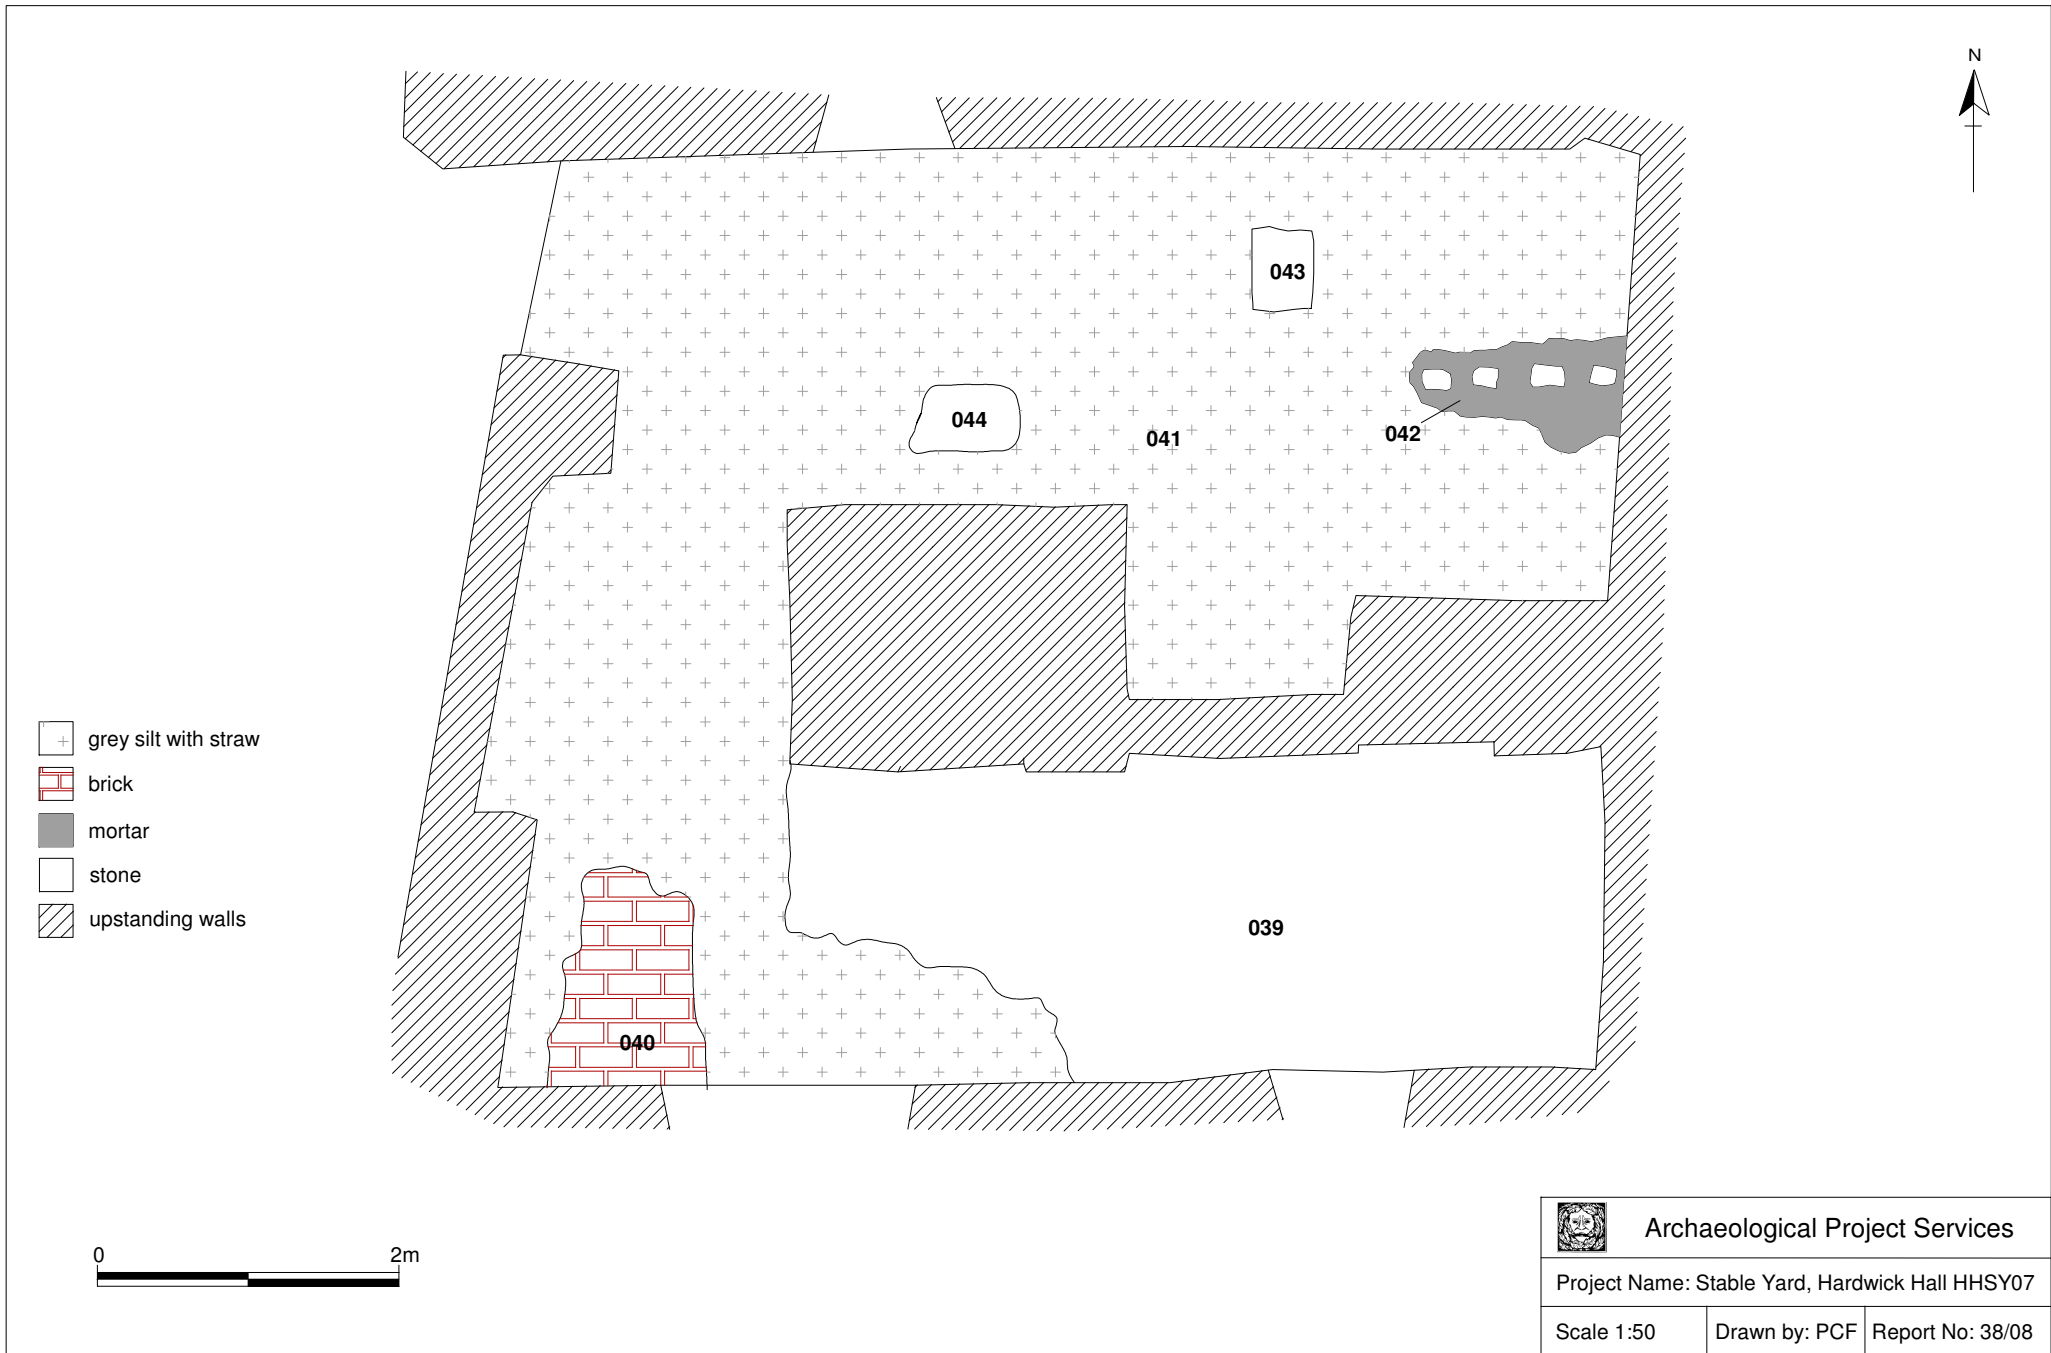 N
043
044
041
042
grey silt with straw
brick
mortar
stone
upstanding walls
039
040
0 2m
Archaeological Project Services
Project Name: Stable Yard, Hardwick Hall HHSY07
Scale 1:50 Drawn by: PCF Report No: 38/08